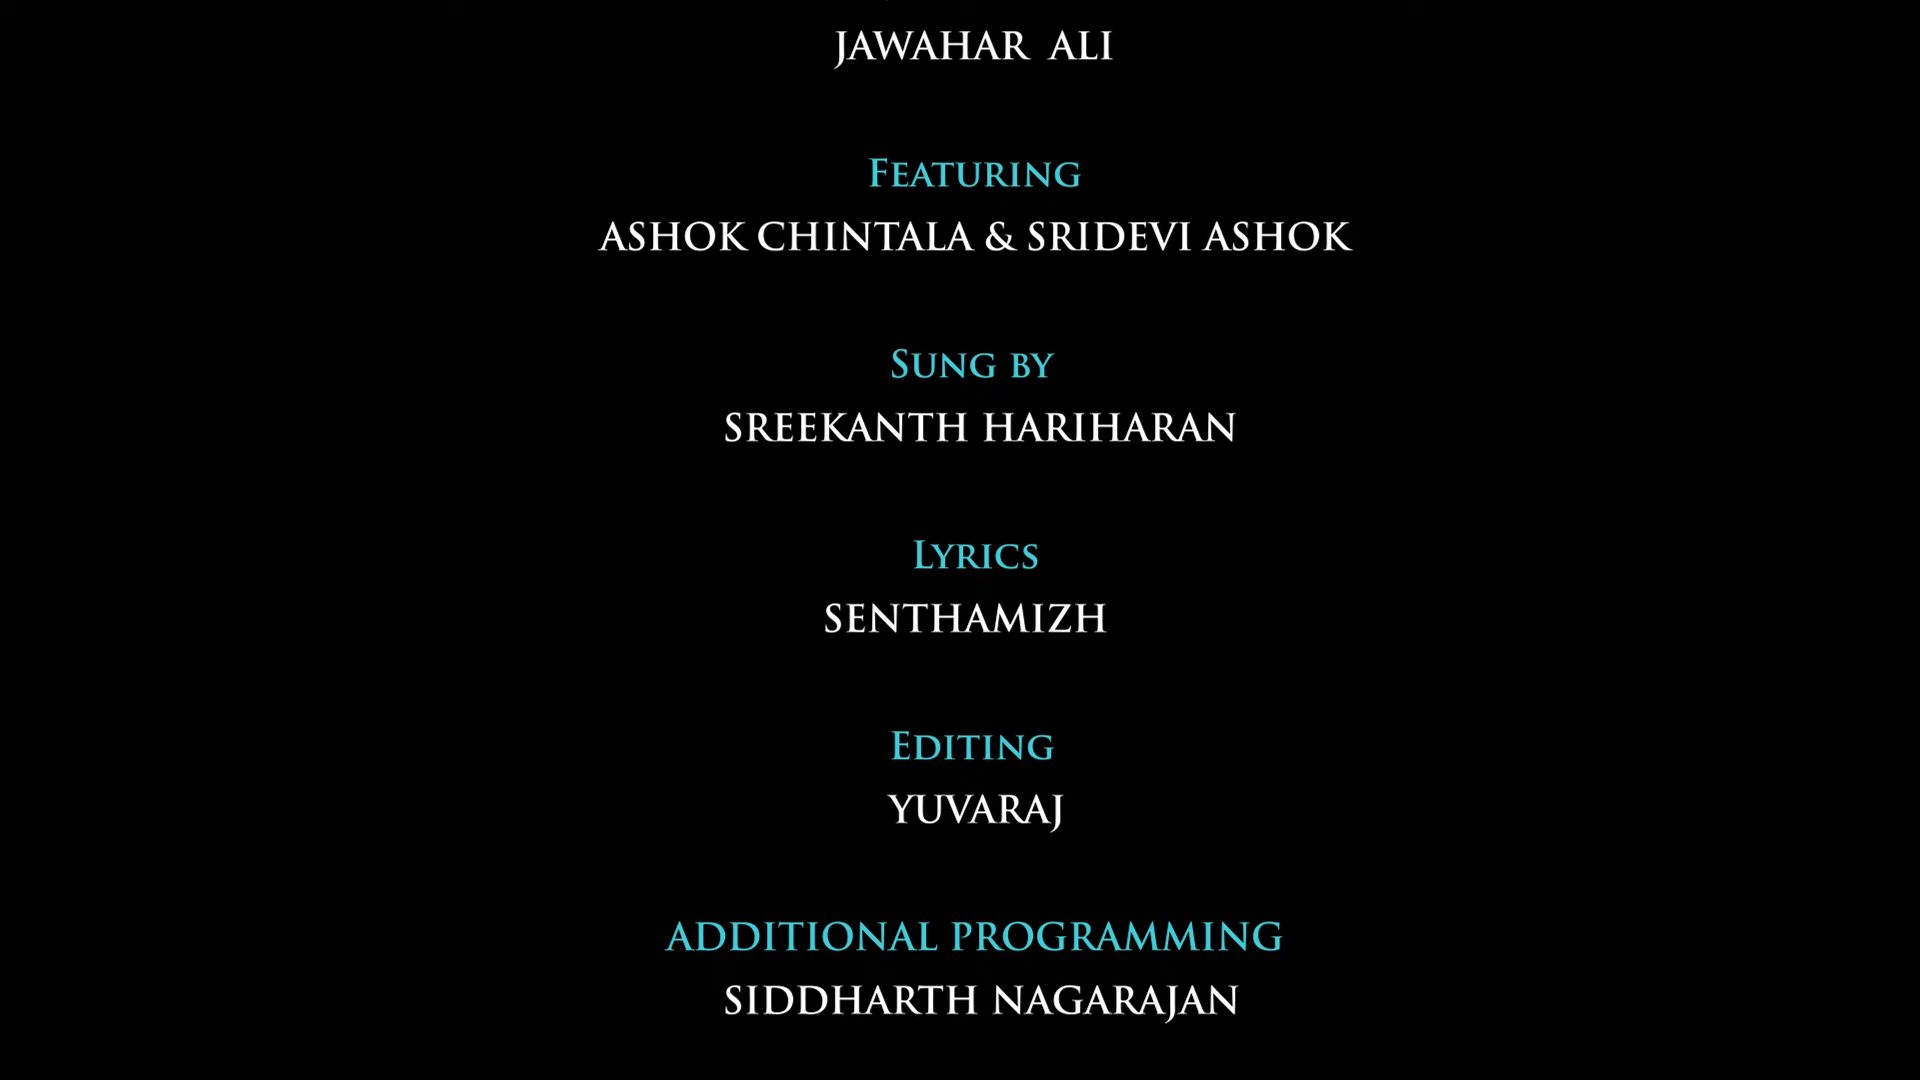 JAWAHAR ALI
Featuring
ASHOK CHINTALA & SRIDEVI ASHOK
Sung by
SREEKANTH HARIHARAN
Lyrics
SENTHAMIZH
Editing
YUVARAJ
ADDITIONAL PROGRAMMING
SIDDHARTH NAGARAJAN